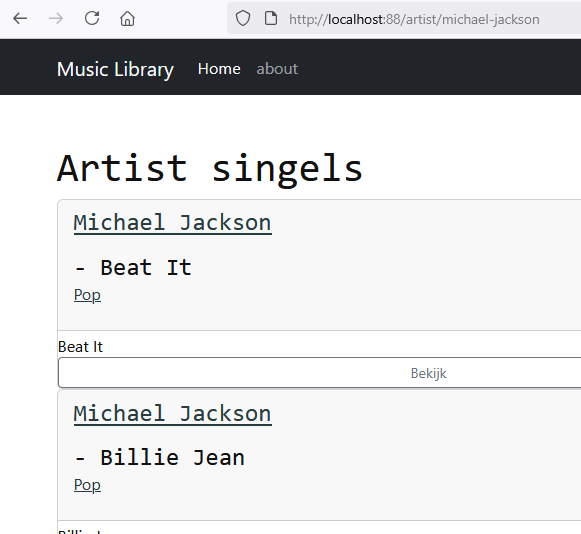 http://localhost:88/artist/michael-jackson
Music Library Home about
Artist singels
Michael Jackson
- Beat It
Pop
Beat It
Bekijk
Michael Jackson
- Billie Jean
Pop